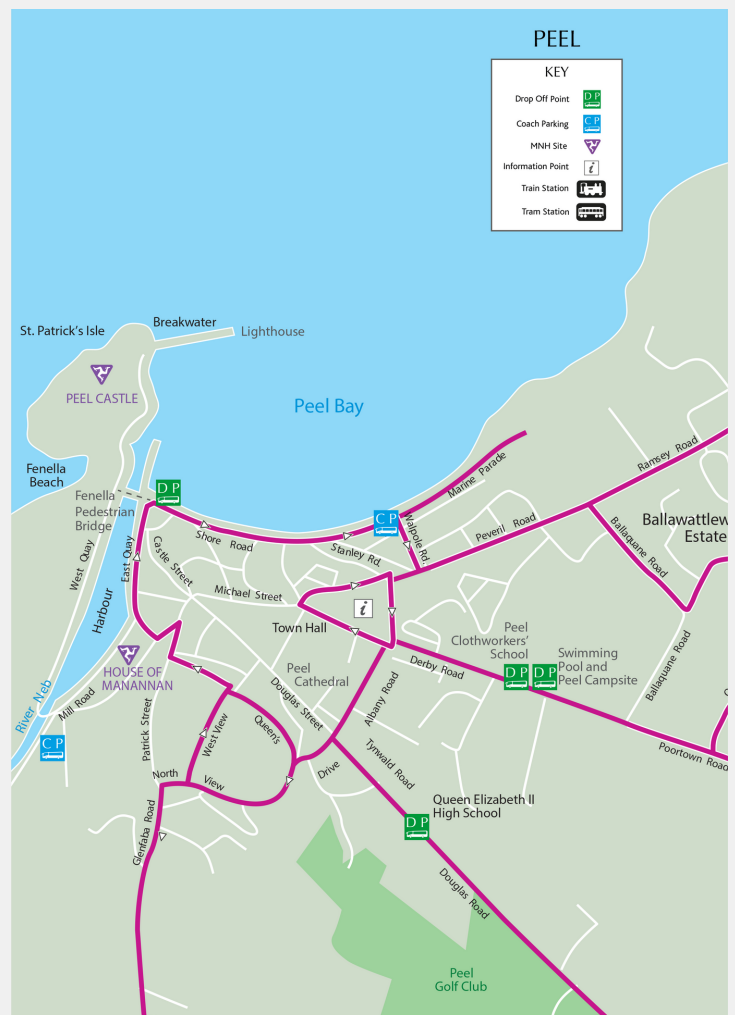 PEEL
KEY
Drop Off Point
D P
Coach Parking
C P
MNH Site
Information Point
i
Train Station
Tram Station
Breakwater
St. Patrick's Isle
Lighthouse
PEEL CASTLE
Peel Bay
Fenella
Beach
Fenella
Pedestrian
Bridge
D P
C P
Marine Parade
Ramsey Road
Walpole Rd.
Peveril Road
Shore Road
Stanley Rd.
Ballawattlew
Estate
Ballaquane Road
West Quay
East Quay
Castle Street
Harbour
Michael Street
i
Town Hall
Peel
Clothworkers'
School
Swimming
Pool and
Peel Campsite
D P
D P
HOUSE OF
MANANNAN
Peel
Cathedral
Derby Road
Ballaquane Road
River Neb
Mill Road
Douglas Street
Albany Road
Patrick Street
West View
Queen's
Drive
Tynwald Road
Poortown Road
C P
North
View
Glenfaba Road
Queen Elizabeth II
High School
D P
Douglas Road
Peel
Golf Club